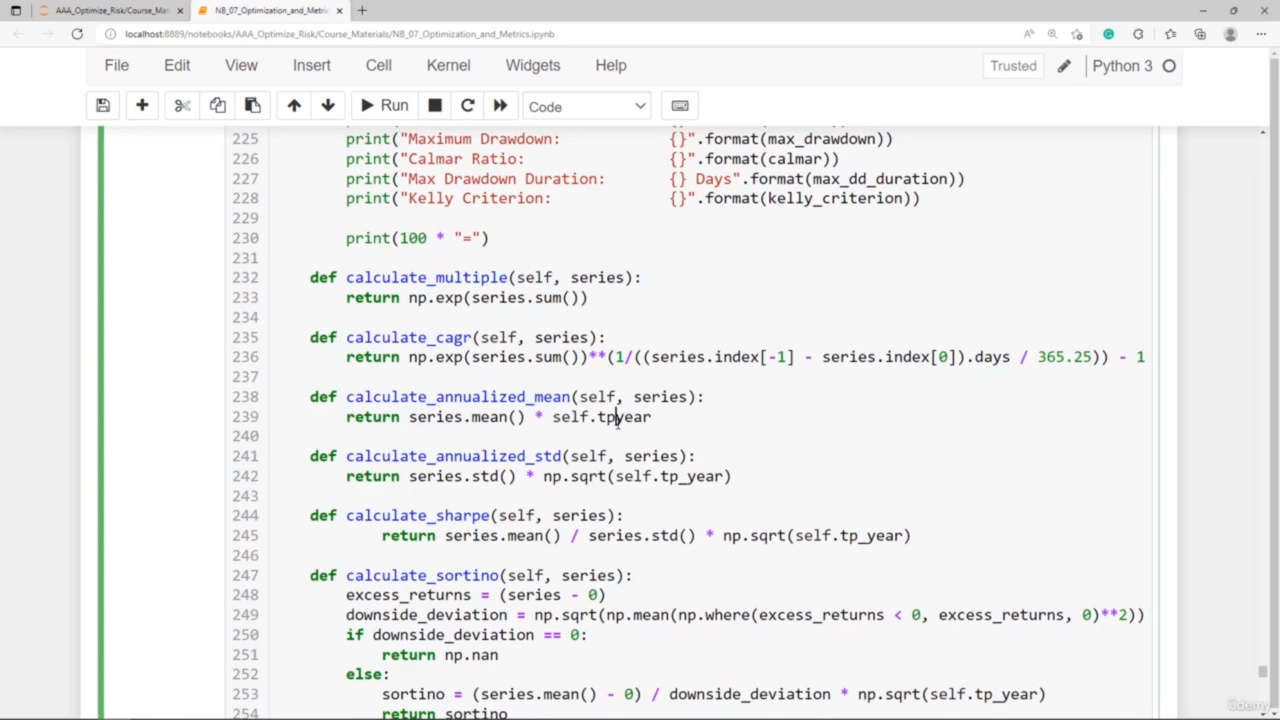 AAA_Optimize_Risk/Course_Mat
NB_07_Optimization_and_Metric
localhost:8889/notebooks/AAA_Optimize_Risk/Course_Materials/NB_07_Optimization_and_Metrics.ipynb
File Edit View Insert Cell Kernel Widgets Help Trusted Python 3
Run Code
225 print("Maximum Drawdown: {}".format(max_drawdown))
226 print("Calmar Ratio: {}".format(calmar))
227 print("Max Drawdown Duration: {} Days".format(max_dd_duration))
228 print("Kelly Criterion: {}".format(kelly_criterion))
229
230 print(100 * "=")
231
232 def calculate_multiple(self, series):
233 return np.exp(series.sum())
234
235 def calculate_cagr(self, series):
236 return np.exp(series.sum())**(1/((series.index[-1] - series.index[0]).days / 365.25)) - 1
237
238 def calculate_annualized_mean(self, series):
239 return series.mean() * self.tpyear
240
241 def calculate_annualized_std(self, series):
242 return series.std() * np.sqrt(self.tp_year)
243
244 def calculate_sharpe(self, series):
245 return series.mean() / series.std() * np.sqrt(self.tp_year)
246
247 def calculate_sortino(self, series):
248 excess_returns = (series - 0)
249 downside_deviation = np.sqrt(np.mean(np.where(excess_returns < 0, excess_returns, 0)**2))
250 if downside_deviation == 0:
251 return np.nan
252 else:
253 sortino = (series.mean() - 0) / downside_deviation * np.sqrt(self.tp_year)
254 return sortino
ûdemy